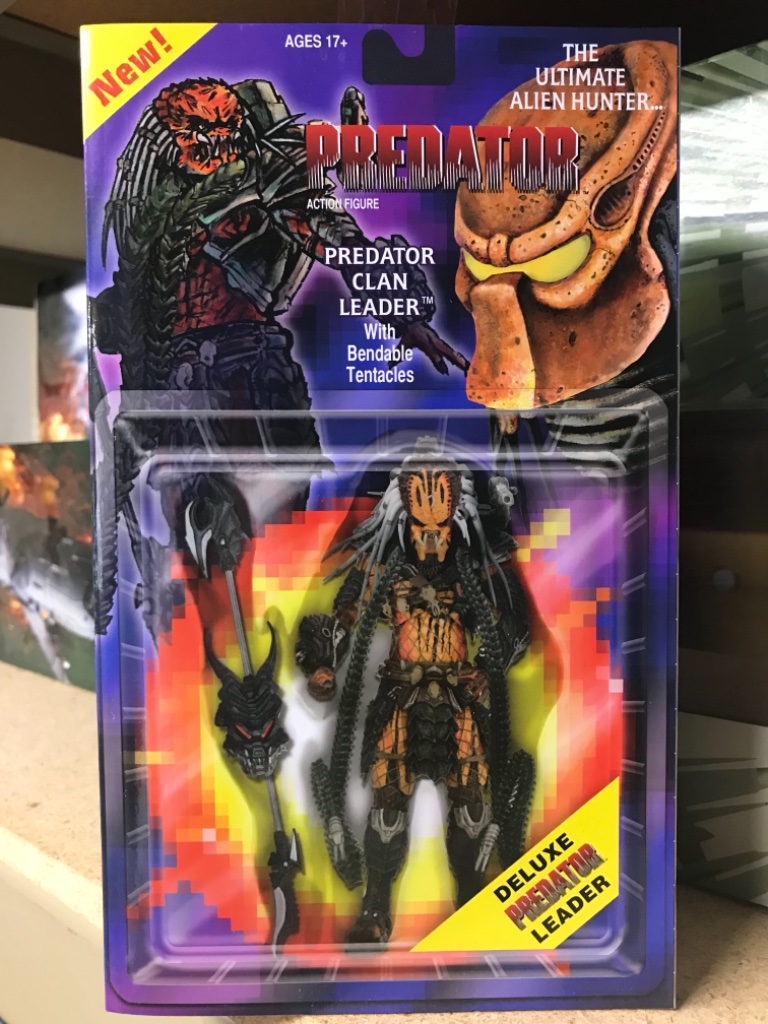 New!
AGES 17+
THE
ULTIMATE
ALIEN HUNTER...
PREDATOR
ACTION FIGURE
PREDATOR
CLAN
LEADER™
With
Bendable
Tentacles
DELUXE
PREDATOR
LEADER